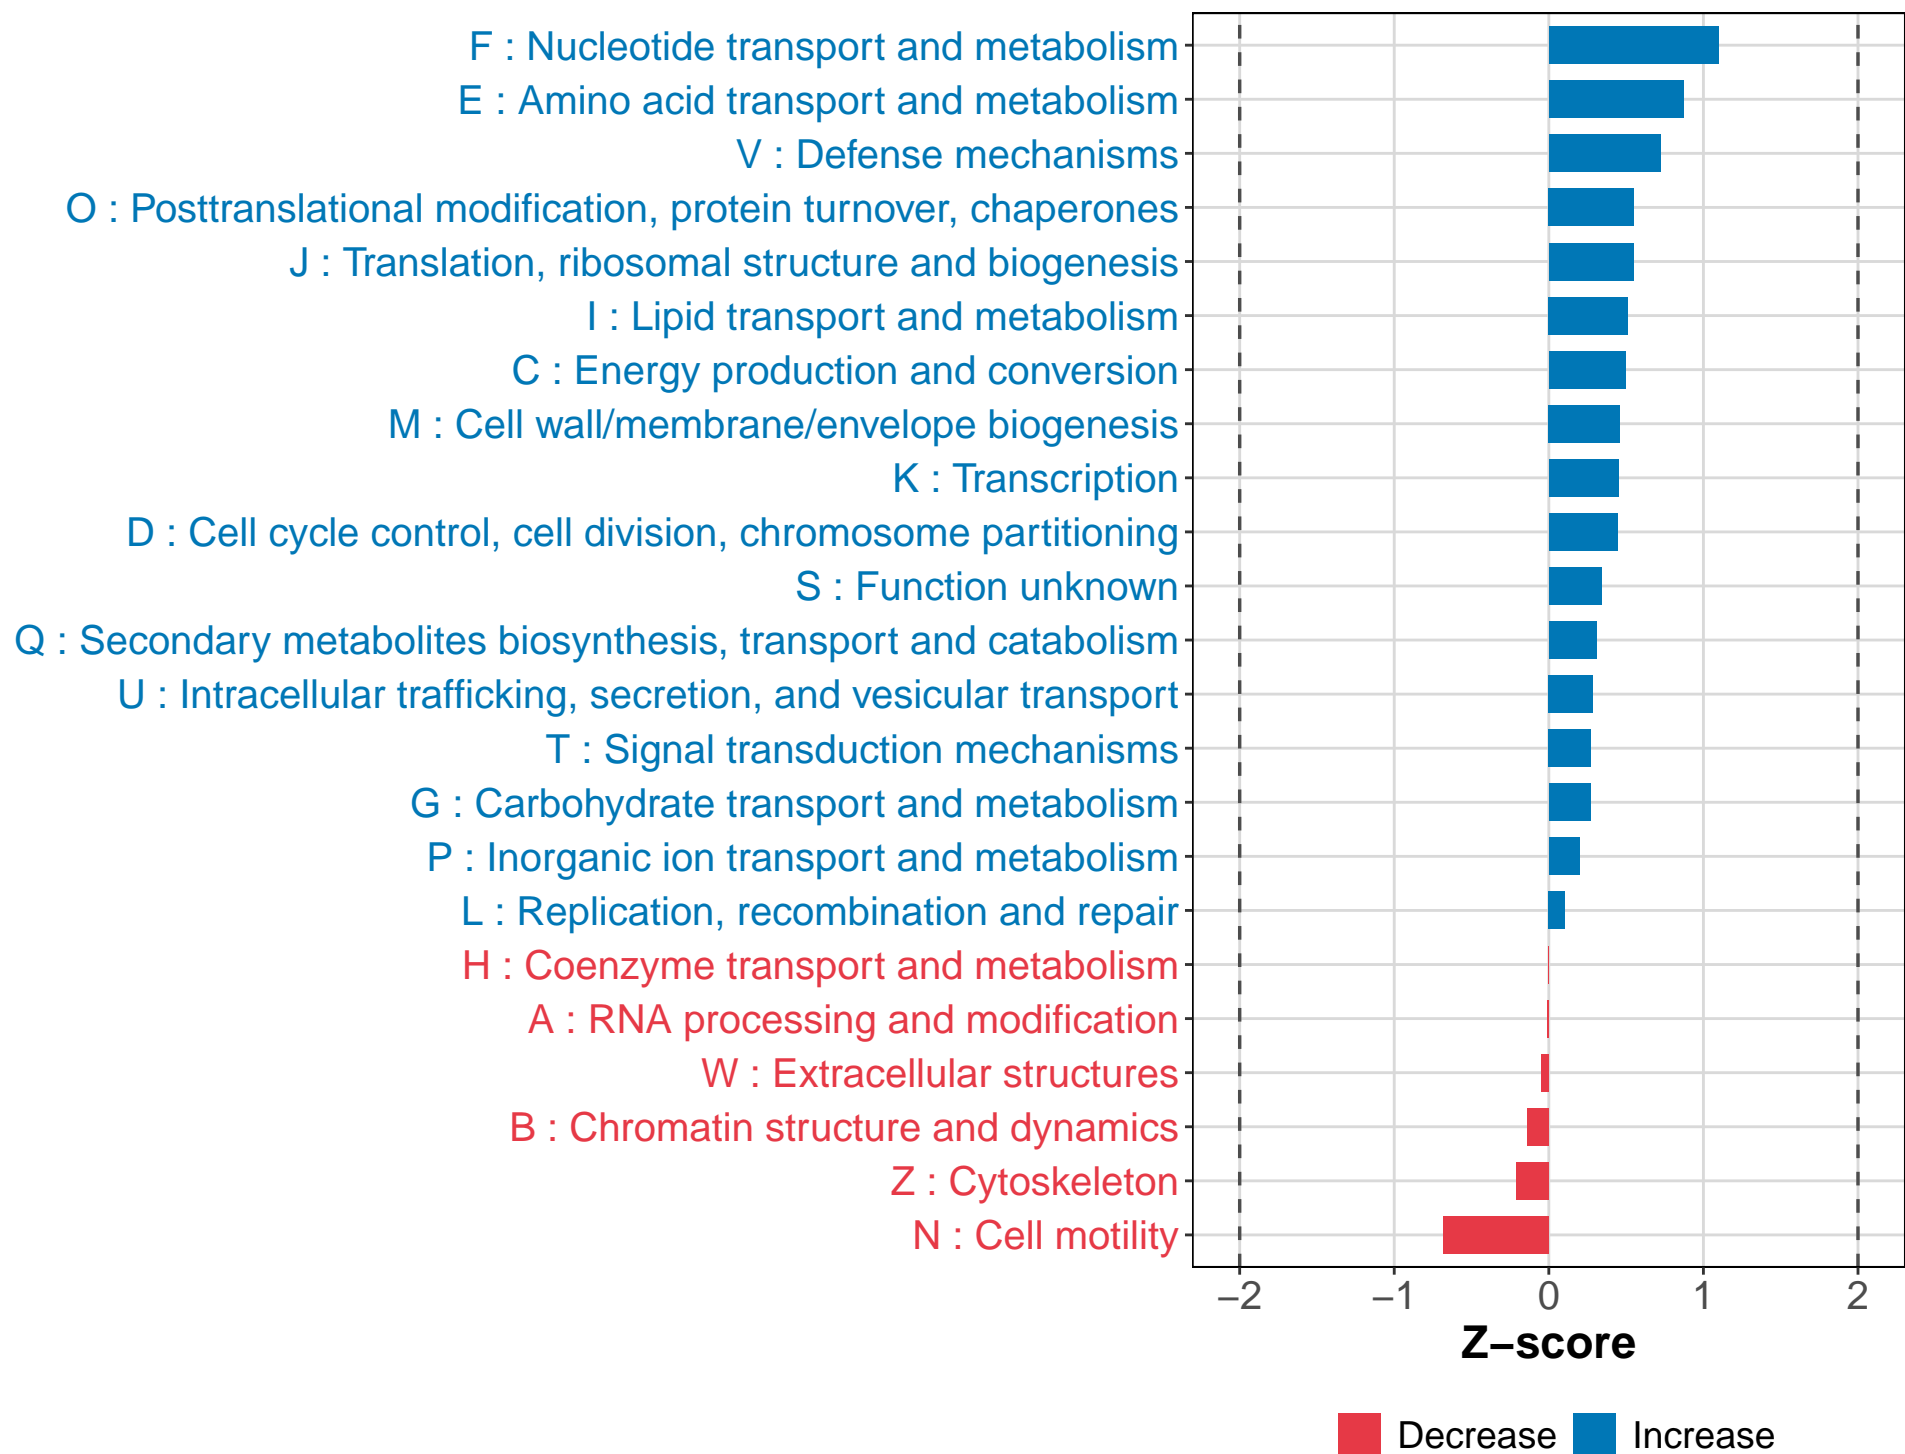 F : Nucleotide transport and metabolism
E : Amino acid transport and metabolism
V : Defense mechanisms
O : Posttranslational modification, protein turnover, chaperones
J : Translation, ribosomal structure and biogenesis
I : Lipid transport and metabolism
C : Energy production and conversion
M : Cell wall/membrane/envelope biogenesis
K : Transcription
D : Cell cycle control, cell division, chromosome partitioning
S : Function unknown
Q : Secondary metabolites biosynthesis, transport and catabolism
U : Intracellular trafficking, secretion, and vesicular transport
T : Signal transduction mechanisms
G : Carbohydrate transport and metabolism
P : Inorganic ion transport and metabolism
L : Replication, recombination and repair
H : Coenzyme transport and metabolism
A : RNA processing and modification
W : Extracellular structures
B : Chromatin structure and dynamics
Z : Cytoskeleton
N : Cell motility
−2 −1 0 1 2
Z−score
Decrease Increase